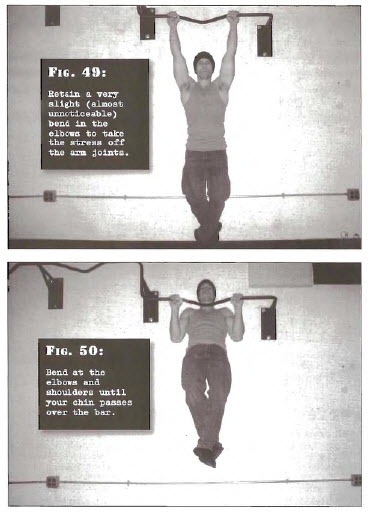 FIG. 49:
Retain a very
slight (almost
unnoticeable)
bend in the
elbows to take
the stress off
the arm joints.
FIG. 50:
Bend at the
elbows and
shoulders until
your chin passes
over the bar.